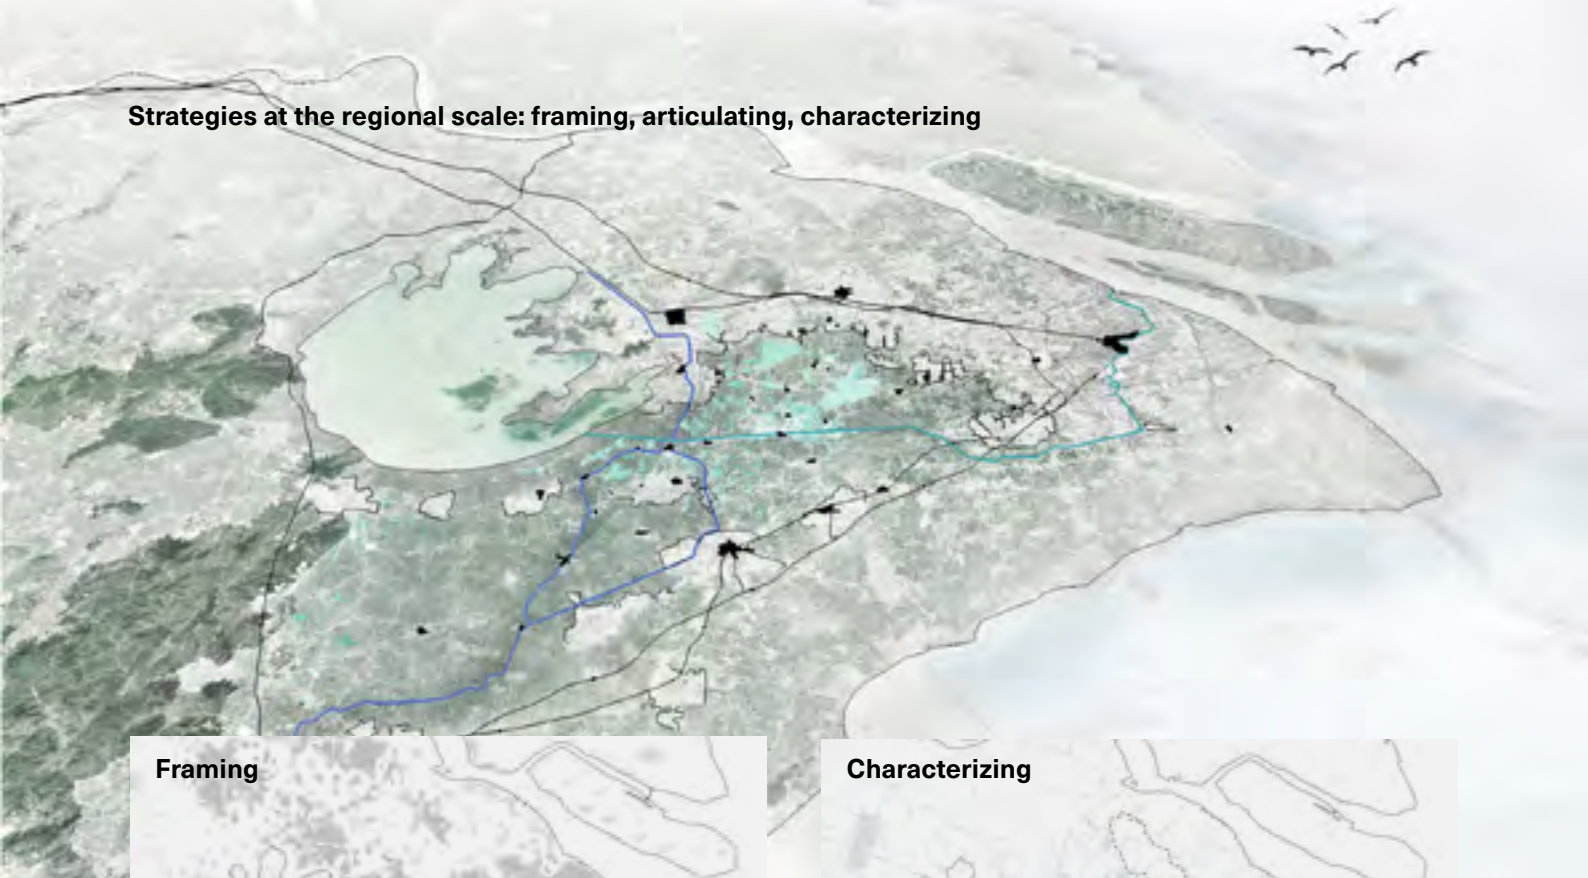 Strategies at the regional scale: framing, articulating, characterizing
Framing
Characterizing